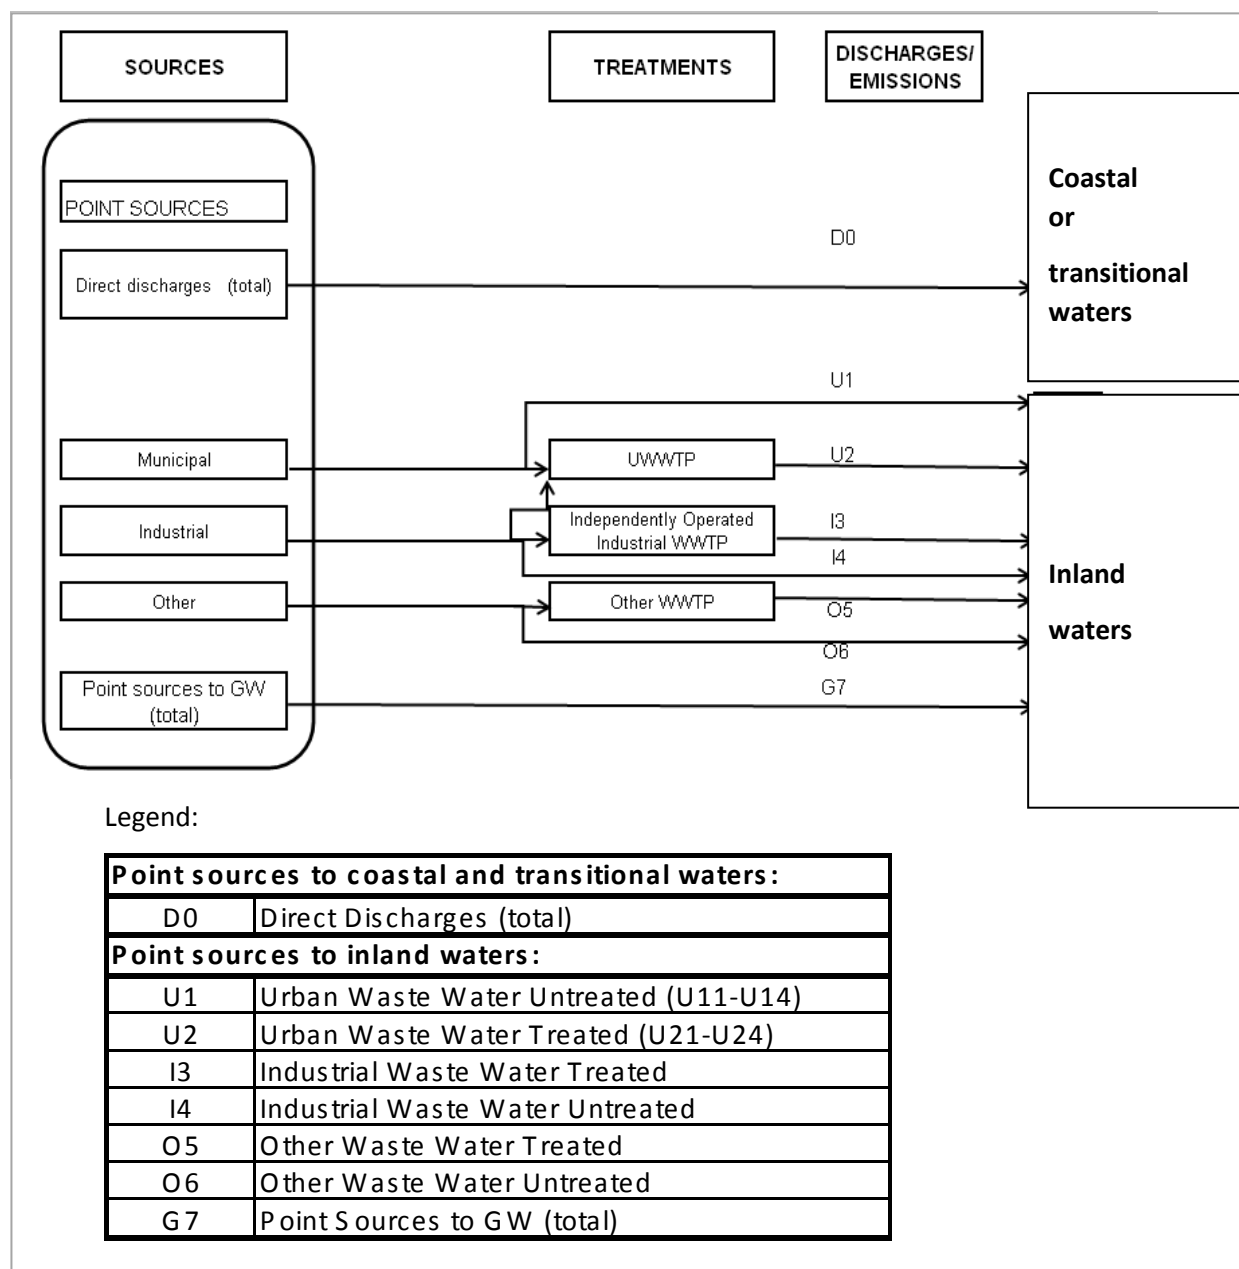 SOURCES
TREATMENTS
DISCHARGES/
EMISSIONS
POINT SOURCES
Direct discharges (total)
Municipal
Industrial
Other
Point sources to GW
(total)
UWWTP
Independently Operated
Industrial WWTP
Other WWTP
D0
U1
U2
I3
I4
O5
O6
G7
Coastal
or
transitional
waters
Inland
waters
Legend:
Point sources to coastal and transitional waters:
D0 Direct Discharges (total)
Point sources to inland waters:
U1 Urban Waste Water Untreated (U11-U14)
U2 Urban Waste Water Treated (U21-U24)
I3 Industrial Waste Water Treated
I4 Industrial Waste Water Untreated
O5 Other Waste Water Treated
O6 Other Waste Water Untreated
G7 Point Sources to GW (total)